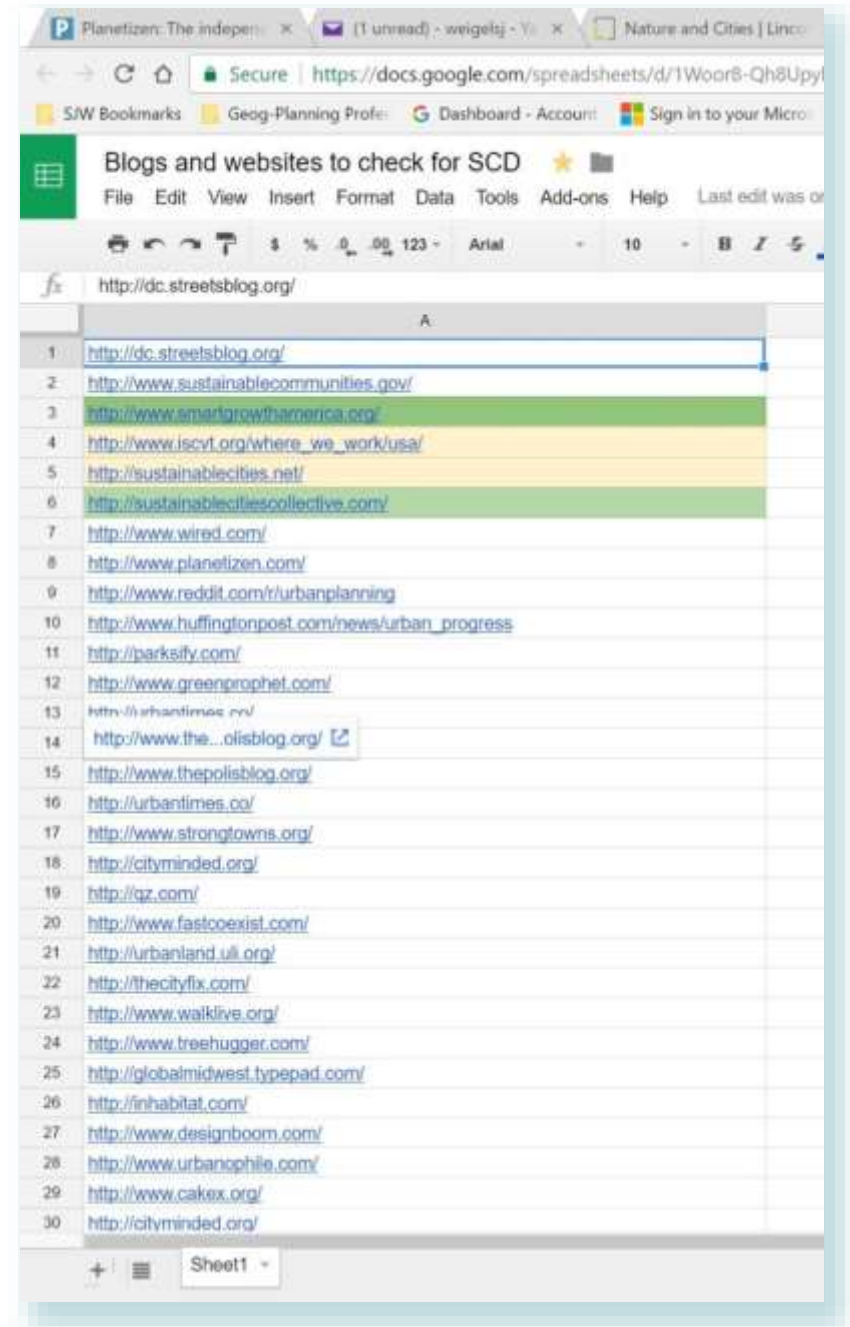 Planetizen: The indepen
(1 unread) - weigelsj - Y
Nature and Cities | Linco
Secure
https://docs.google.com/spreadsheets/d/1Woor8-Qh8Upy
SJW Bookmarks
Geog-Planning Profe
Dashboard - Account
Sign in to your Micro
Blogs and websites to check for SCD
File Edit View Insert Format Data Tools Add-ons Help Last edit was on
$ % .0 .00 123 Arial 10 B I S
fx http://dc.streetsblog.org/
A
1 http://dc.streetsblog.org/
2 http://www.sustainablecommunities.gov/
3 http://www.smartgrowthamerica.org/
4 http://www.iscvt.org/where_we_work/usa/
5 http://sustainablecities.net/
6 http://sustainablecitiescollective.com/
7 http://www.wired.com/
8 http://www.planetizen.com/
9 http://www.reddit.com/r/urbanplanning
10 http://www.huffingtonpost.com/news/urban_progress
11 http://parksify.com/
12 http://www.greenprophet.com/
13 http://urbantimes.co/
14 http://www.the...olisblog.org/
15 http://www.thepolisblog.org/
16 http://urbantimes.co/
17 http://www.strongtowns.org/
18 http://cityminded.org/
19 http://qz.com/
20 http://www.fastcoexist.com/
21 http://urbanland.uli.org/
22 http://thecityfix.com/
23 http://www.walklive.org/
24 http://www.treehugger.com/
25 http://globalmidwest.typepad.com/
26 http://inhabitat.com/
27 http://www.designboom.com/
28 http://www.urbanophile.com/
29 http://www.cakex.org/
30 http://cityminded.org/
Sheet1